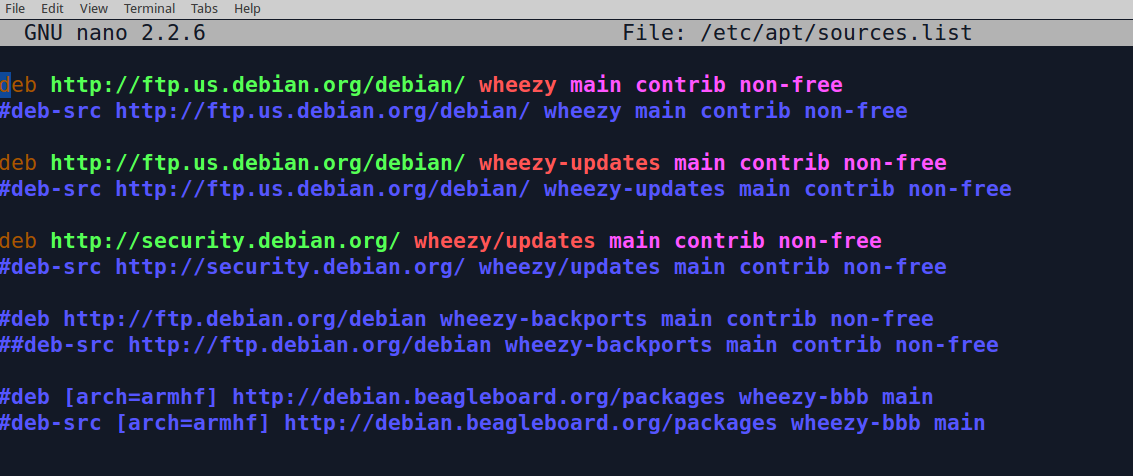 File Edit View Terminal Tabs Help
GNU nano 2.2.6 File: /etc/apt/sources.list
deb http://ftp.us.debian.org/debian/ wheezy main contrib non-free
#deb-src http://ftp.us.debian.org/debian/ wheezy main contrib non-free
deb http://ftp.us.debian.org/debian/ wheezy-updates main contrib non-free
#deb-src http://ftp.us.debian.org/debian/ wheezy-updates main contrib non-free
deb http://security.debian.org/ wheezy/updates main contrib non-free
#deb-src http://security.debian.org/ wheezy/updates main contrib non-free
#deb http://ftp.debian.org/debian wheezy-backports main contrib non-free
##deb-src http://ftp.debian.org/debian wheezy-backports main contrib non-free
#deb [arch=armhf] http://debian.beagleboard.org/packages wheezy-bbb main
#deb-src [arch=armhf] http://debian.beagleboard.org/packages wheezy-bbb main